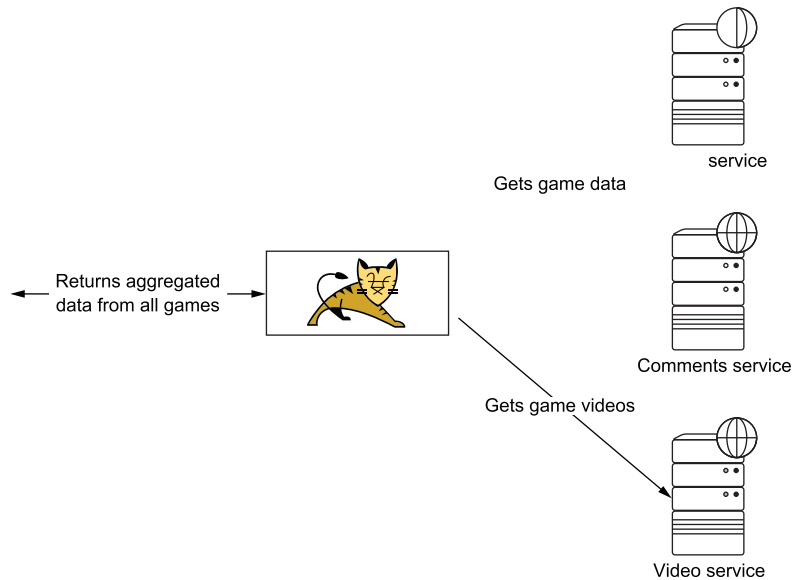 service
Gets game data
Returns aggregated
data from all games
Comments service
Gets game videos
Video service